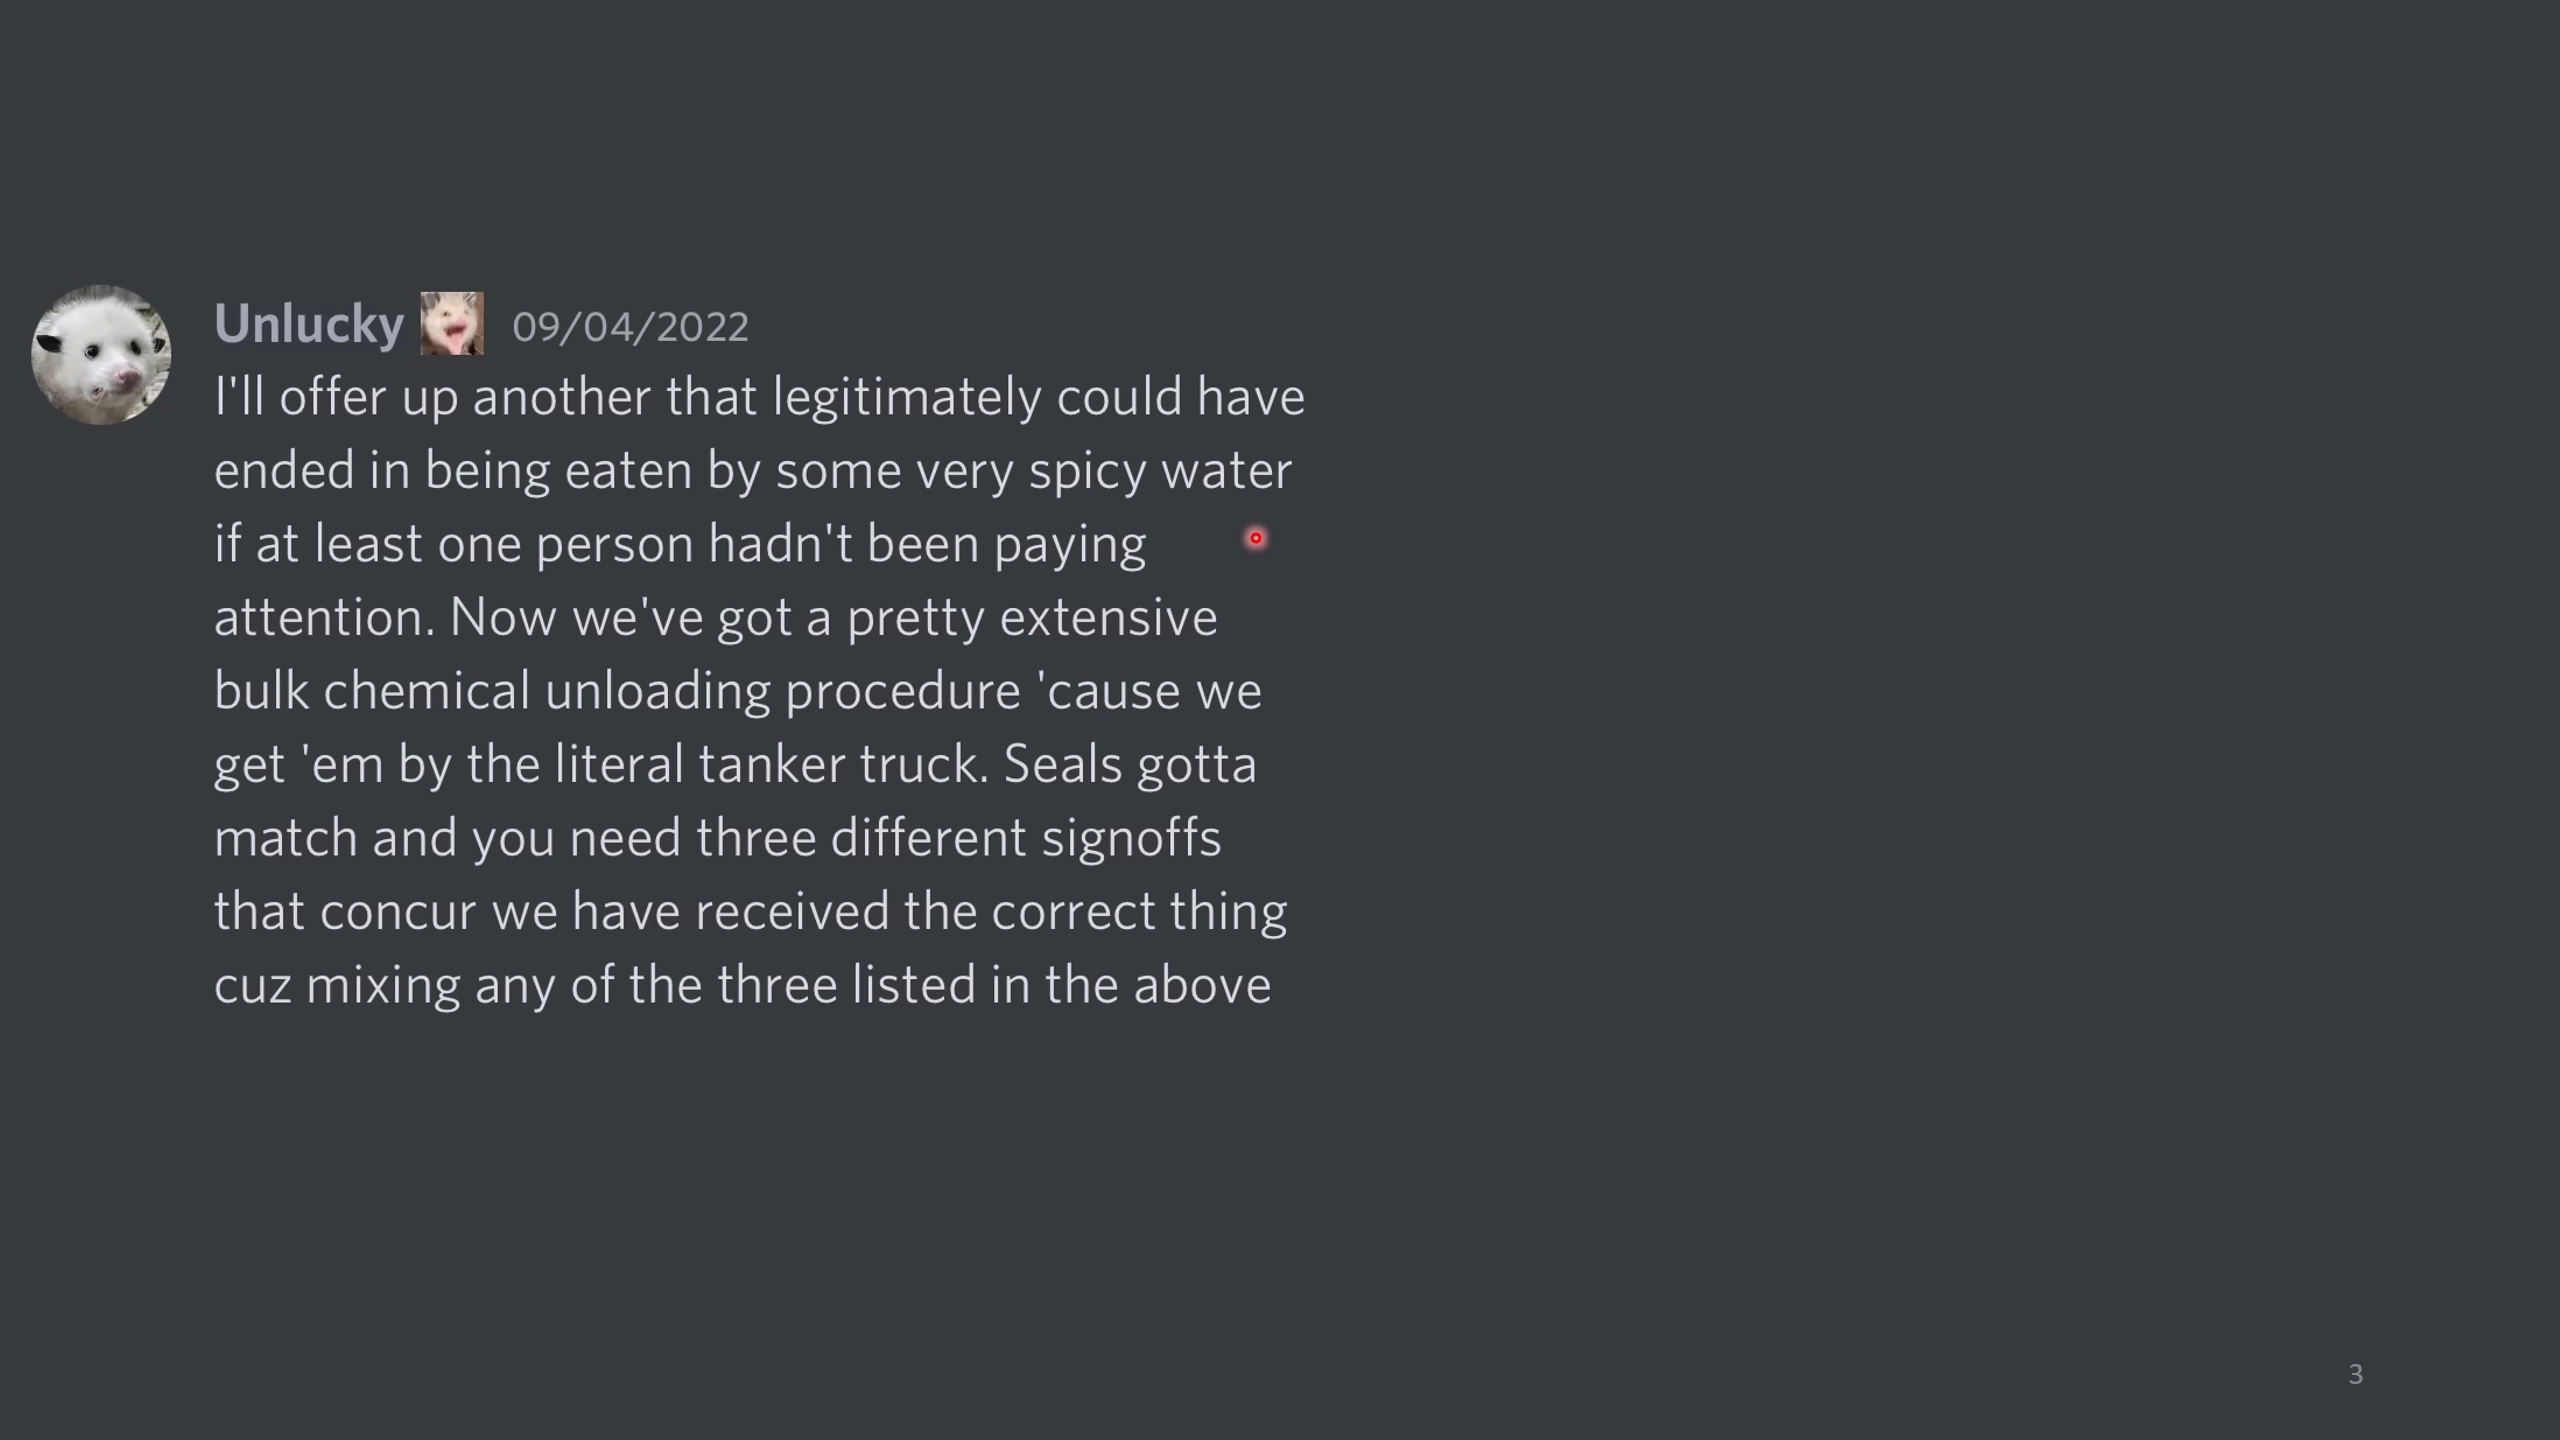 Unlucky 09/04/2022
I'll offer up another that legitimately could have
ended in being eaten by some very spicy water
if at least one person hadn't been paying
attention. Now we've got a pretty extensive
bulk chemical unloading procedure 'cause we
get 'em by the literal tanker truck. Seals gotta
match and you need three different signoffs
that concur we have received the correct thing
cuz mixing any of the three listed in the above
3